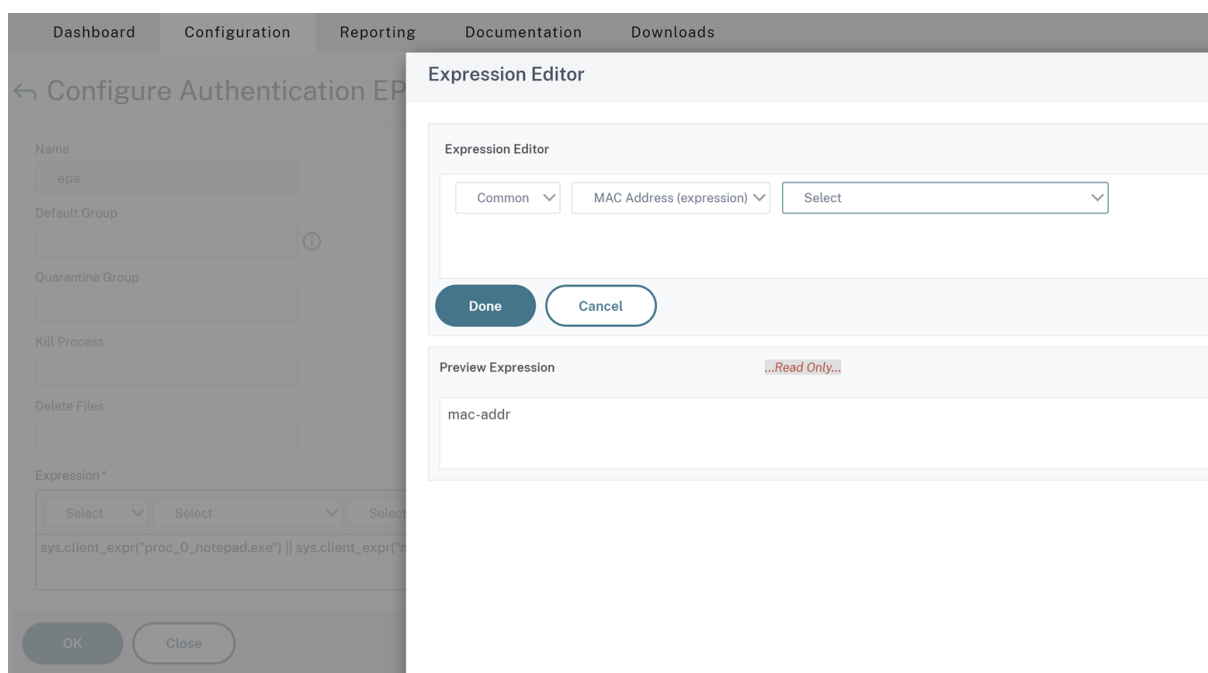 Dashboard Configuration Reporting Documentation Downloads
Configure Authentication EP
Name
epa
Default Group
Quarantine Group
Kill Process
Delete Files
Expression *
Select Select Select
sys.client_expr("proc_0_notepad.exe") || sys.client_expr("
OK Close
Expression Editor
Expression Editor
Common MAC Address (expression) Select
Done Cancel
Preview Expression ...Read Only...
mac-addr